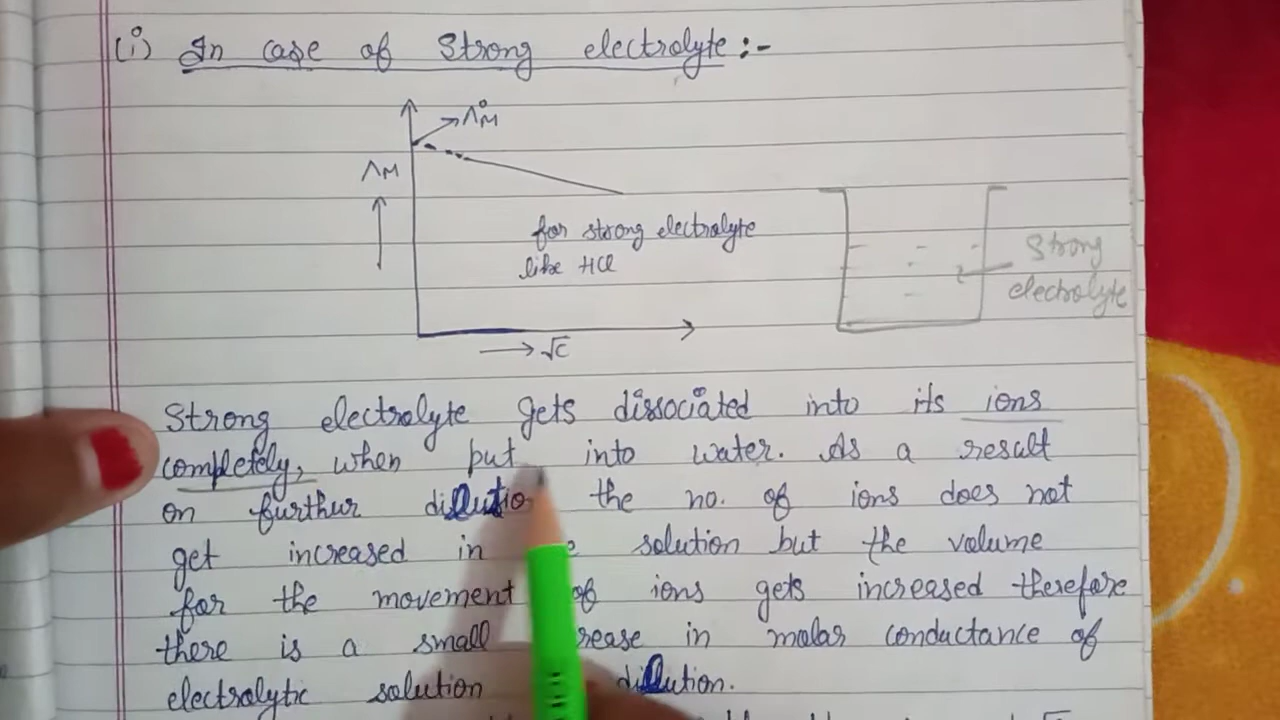 (i) In case of Strong electrolyte:-
Λ°M
ΛM
for strong electrolyte
like HCl
Strong
electrolyte
→ √C
Strong electrolyte gets dissociated into its ions
completely, when put into water. As a result
on furthur dilution the no. of ions does not
get increased in solution but the volume
for the movement of ions gets increased therefore
there is a small rease in molar conductance of
electrolytic solution dilution.